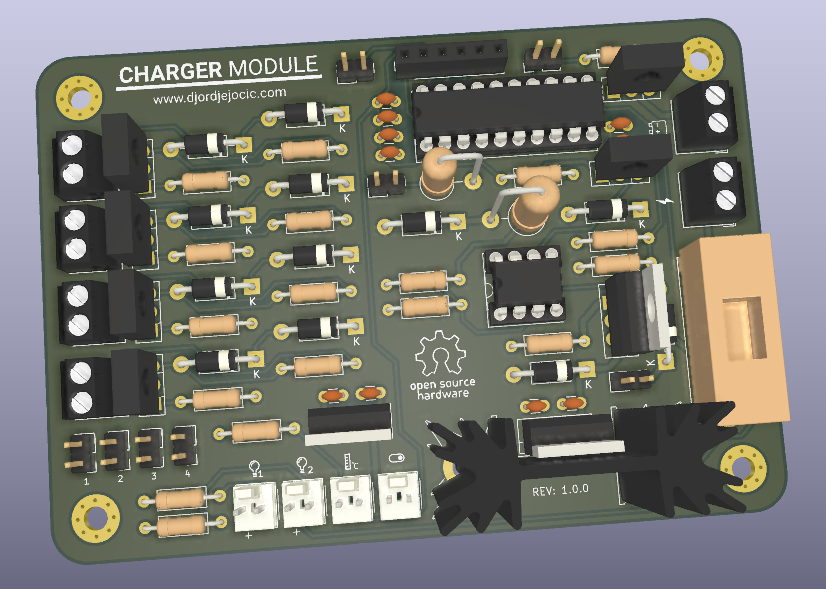 CHARGER MODULE
www.djordjejocic.com
K
K
K
K
K
K
K
K
K
K
K
K
open source
hardware
1
2
3
4
1
2
°C
+
+
REV: 1.0.0